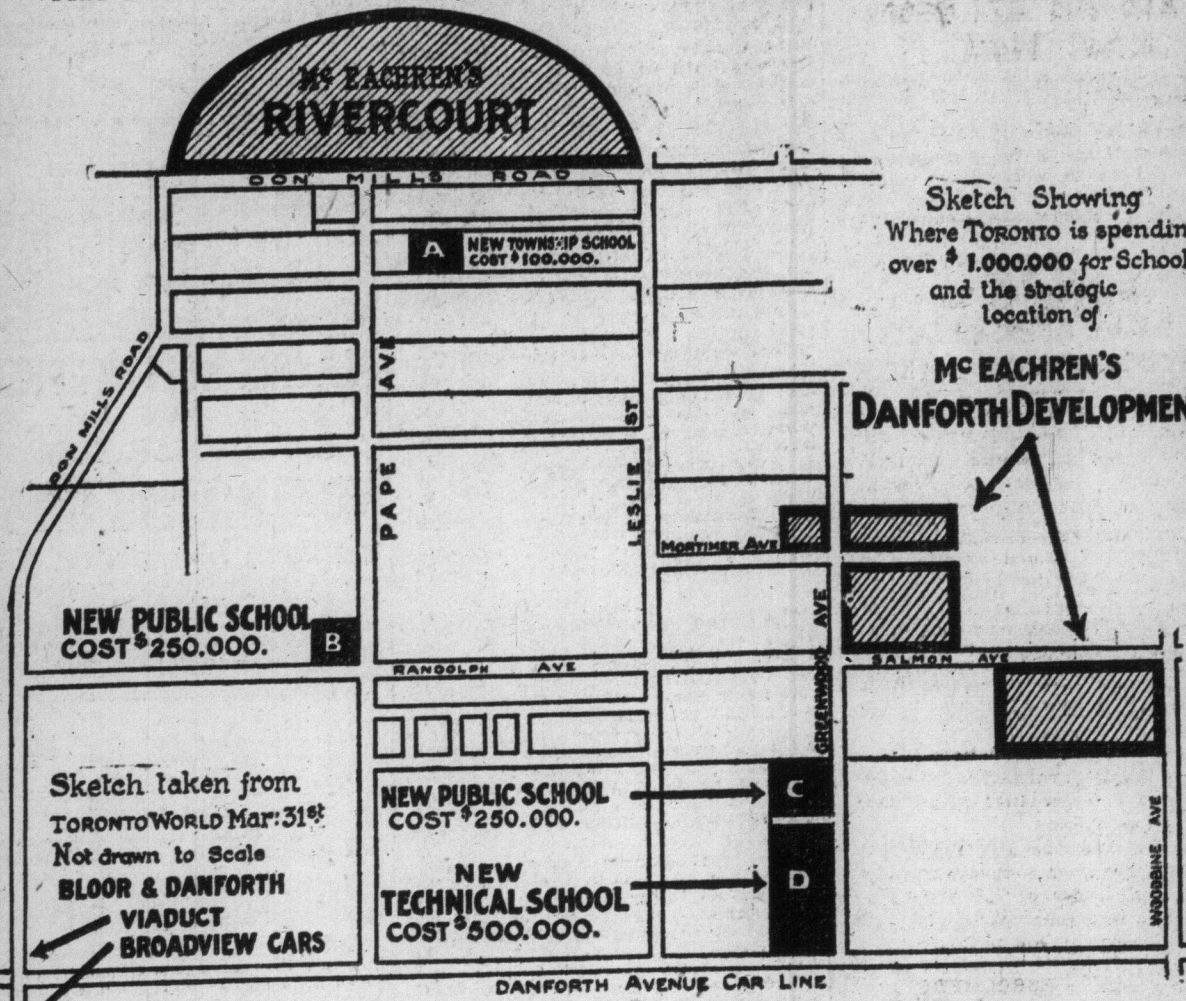 Mc EACHREN'S
RIVERCOURT
DON MILLS ROAD
Sketch Showing
Where TORONTO is spendin
over $ 1.000.000 for School
and the strategic
location of
A
NEW TOWNSHIP SCHOOL
COST $100.000.
Mc EACHREN'S
DANFORTH DEVELOPMEN
DON MILLS ROAD
PAPE AVE
LESLIE ST
MORTIMER AVE
GREENWOOD AVE
NEW PUBLIC SCHOOL
COST $250.000.
B
RANDOLPH AVE
SALMON AVE
WOODBINE AVE
Sketch taken from
TORONTO WORLD Mar: 31st
Not drawn to Scale
BLOOR & DANFORTH
VIADUCT
BROADVIEW CARS
NEW PUBLIC SCHOOL
COST $250.000.
C
NEW
TECHNICAL SCHOOL
COST $500.000.
D
DANFORTH AVENUE CAR LINE